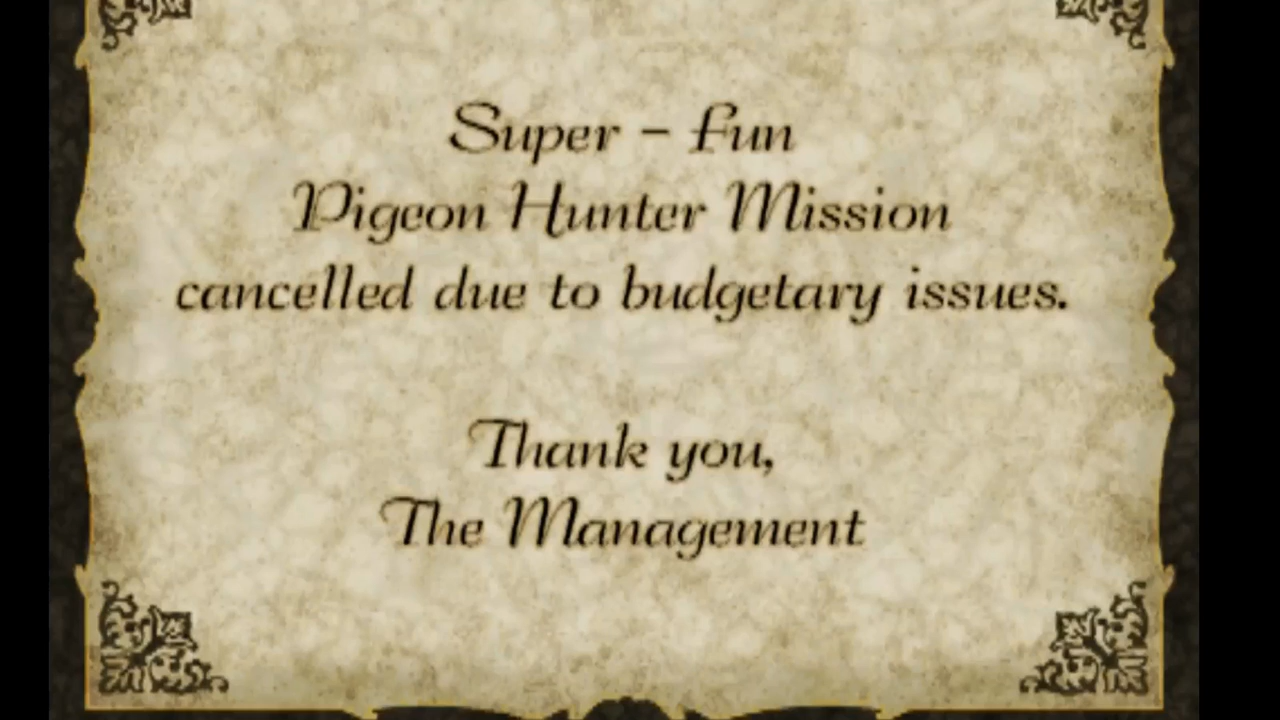 Super - Fun
Pigeon Hunter Mission
cancelled due to budgetary issues.
Thank you,
The Management